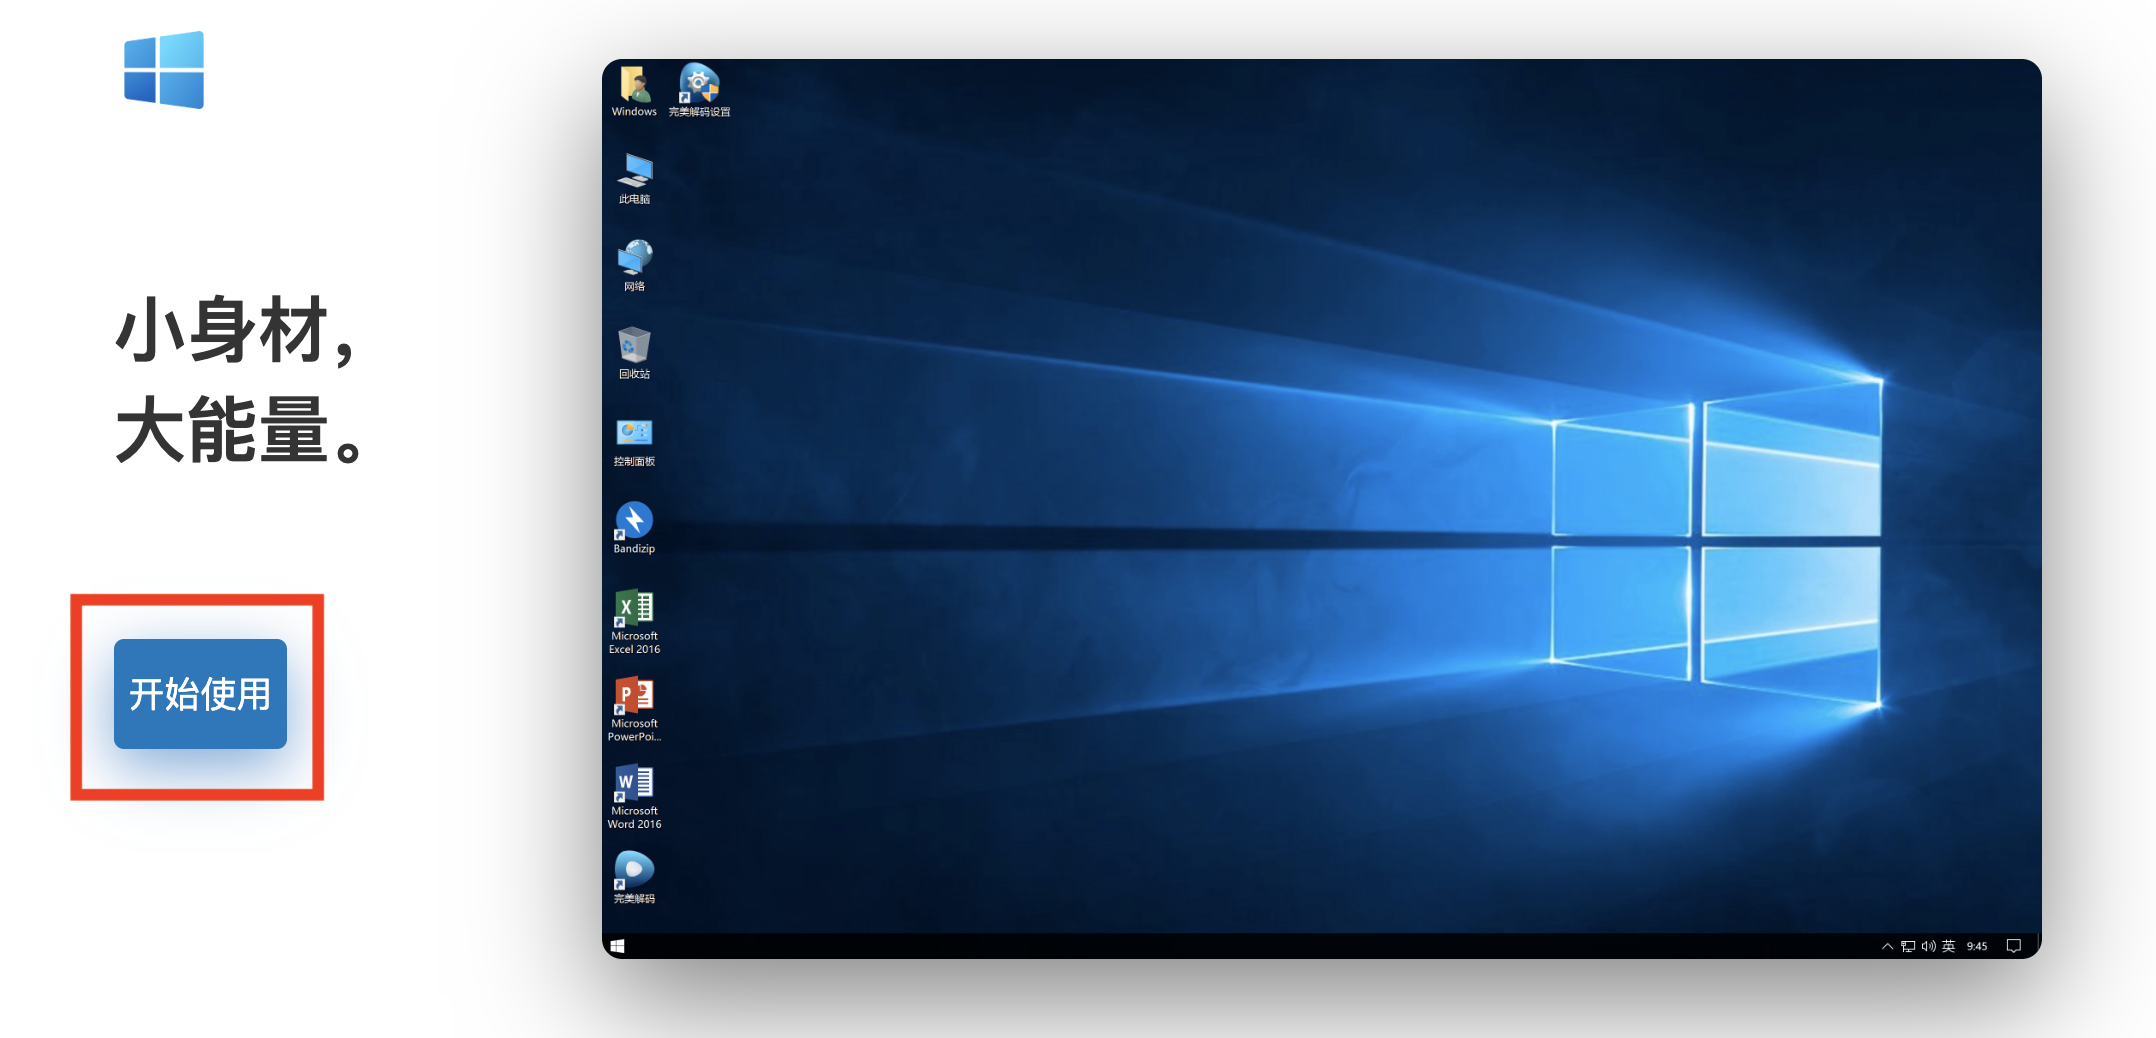 小身材，
大能量。
开始使用
Windows
完美解码设置
此电脑
网络
回收站
控制面板
Bandizip
Microsoft
Excel 2016
Microsoft
PowerPoi...
Microsoft
Word 2016
完美解码
英 9:45